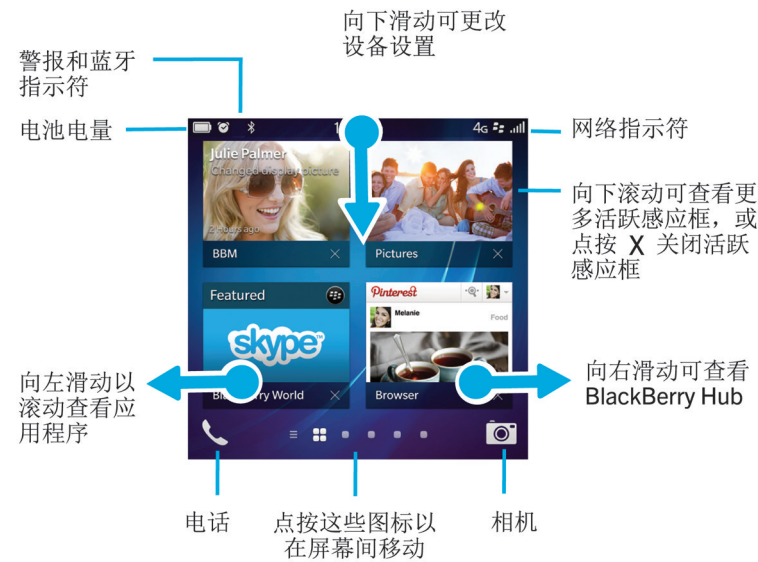 向下滑动可更改
设备设置
警报和蓝牙
指示符
电池电量
4G
网络指示符
Julie Palmer
Changed display picture
2 hours ago
BBM
Pictures
向下滚动可查看更
多活跃感应框，或
点按 X 关闭活跃
感应框
Featured
skype
BlackBerry World
Pinterest
Melanie
Food
Browser
向左滑动以
滚动查看应
用程序
向右滑动可查看
BlackBerry Hub
电话
点按这些图标以
在屏幕间移动
相机